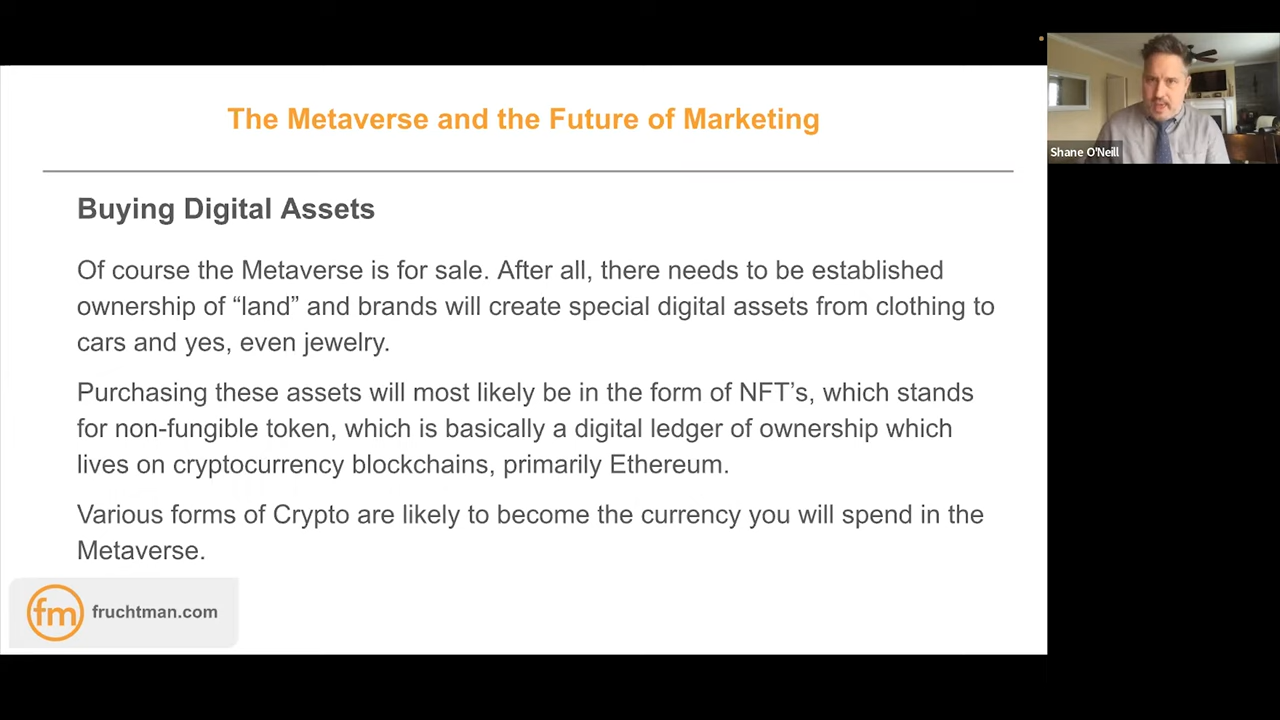 The Metaverse and the Future of Marketing
Shane O'Neill
Buying Digital Assets
Of course the Metaverse is for sale. After all, there needs to be established
ownership of “land” and brands will create special digital assets from clothing to
cars and yes, even jewelry.
Purchasing these assets will most likely be in the form of NFT’s, which stands
for non-fungible token, which is basically a digital ledger of ownership which
lives on cryptocurrency blockchains, primarily Ethereum.
Various forms of Crypto are likely to become the currency you will spend in the
Metaverse.
fm fruchtman.com